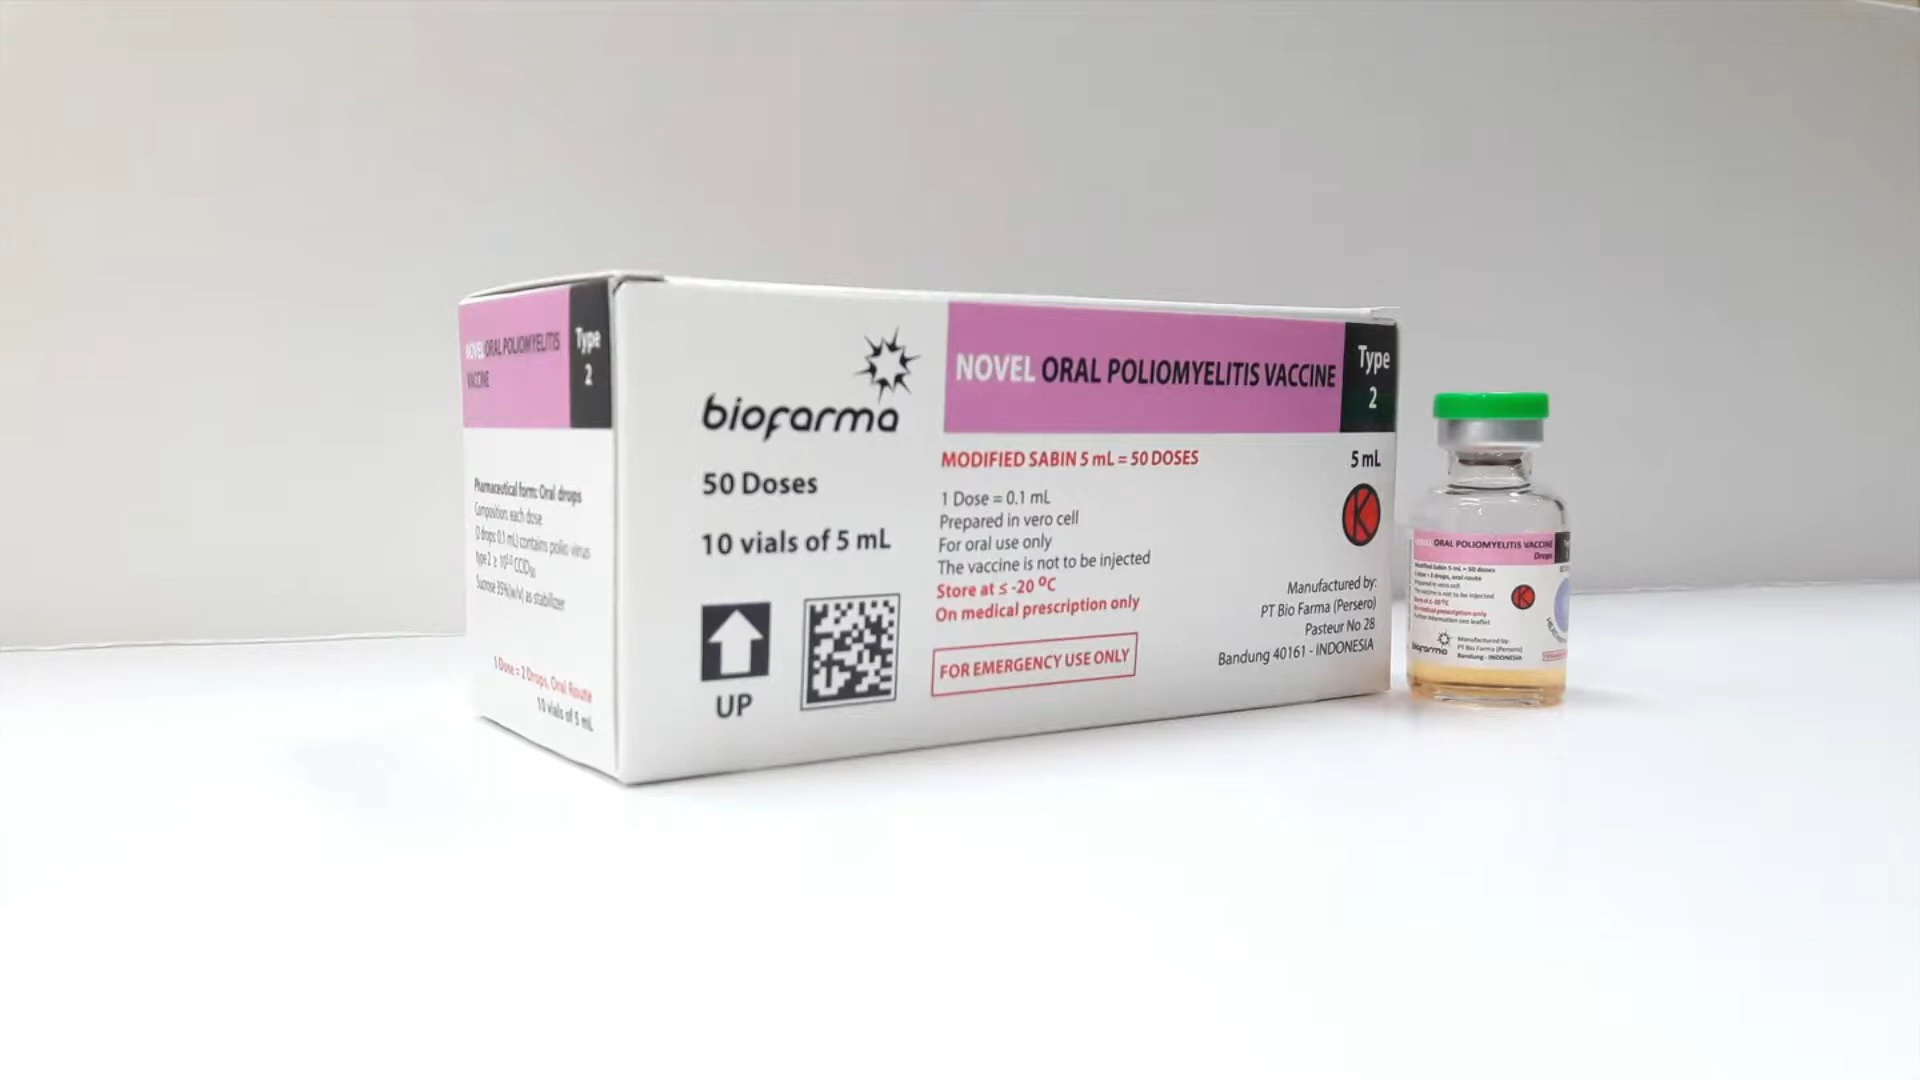 NOVEL ORAL POLIOMYELITIS
VACCINE
Type
2
Pharmaceutical form: Oral drops
Composition: each dose
(2 drops 0.1 mL) contains polio virus
type 2 ≥
CCID₅₀
Sucrose 35%(w/v) as stabilizer
1 Dose = 2 Drops, Oral Route
10 vials of 5 mL
biofarma
50 Doses
10 vials of 5 mL
UP
NOVEL ORAL POLIOMYELITIS VACCINE
Type
2
MODIFIED SABIN 5 mL = 50 DOSES
5 mL
1 Dose = 0.1 mL
Prepared in vero cell
For oral use only
The vaccine is not to be injected
Store at ≤ -20 ºC
On medical prescription only
FOR EMERGENCY USE ONLY
K
Manufactured by:
PT Bio Farma (Persero)
Pasteur No 28
Bandung 40161 - INDONESIA
NOVEL ORAL POLIOMYELITIS VACCINE
Drops
Modified Sabin 5 mL = 50 doses
1 dose = 2 drops, oral route
Prepared in vero cell
The vaccine is not to be injected
Store at ≤ -20 ºC
On medical prescription only
Further information see leaflet
K
biofarma
Manufactured by:
PT Bio Farma (Persero)
Bandung - INDONESIA